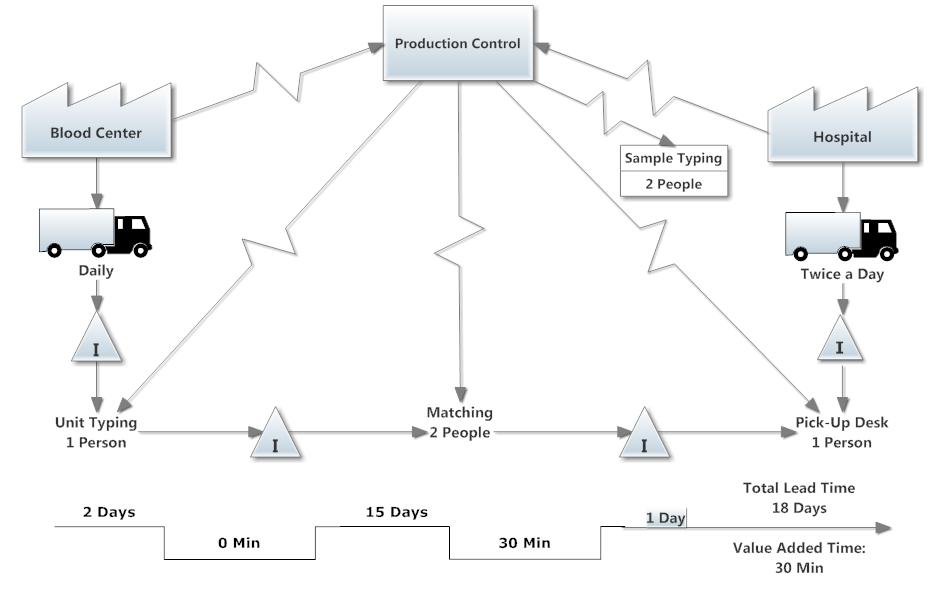 Production Control
Blood Center
Hospital
Sample Typing
2 People
Daily
Twice a Day
I
I
Unit Typing
1 Person
I
Matching
2 People
I
Pick-Up Desk
1 Person
2 Days
0 Min
15 Days
30 Min
1 Day
Total Lead Time
18 Days
Value Added Time:
30 Min